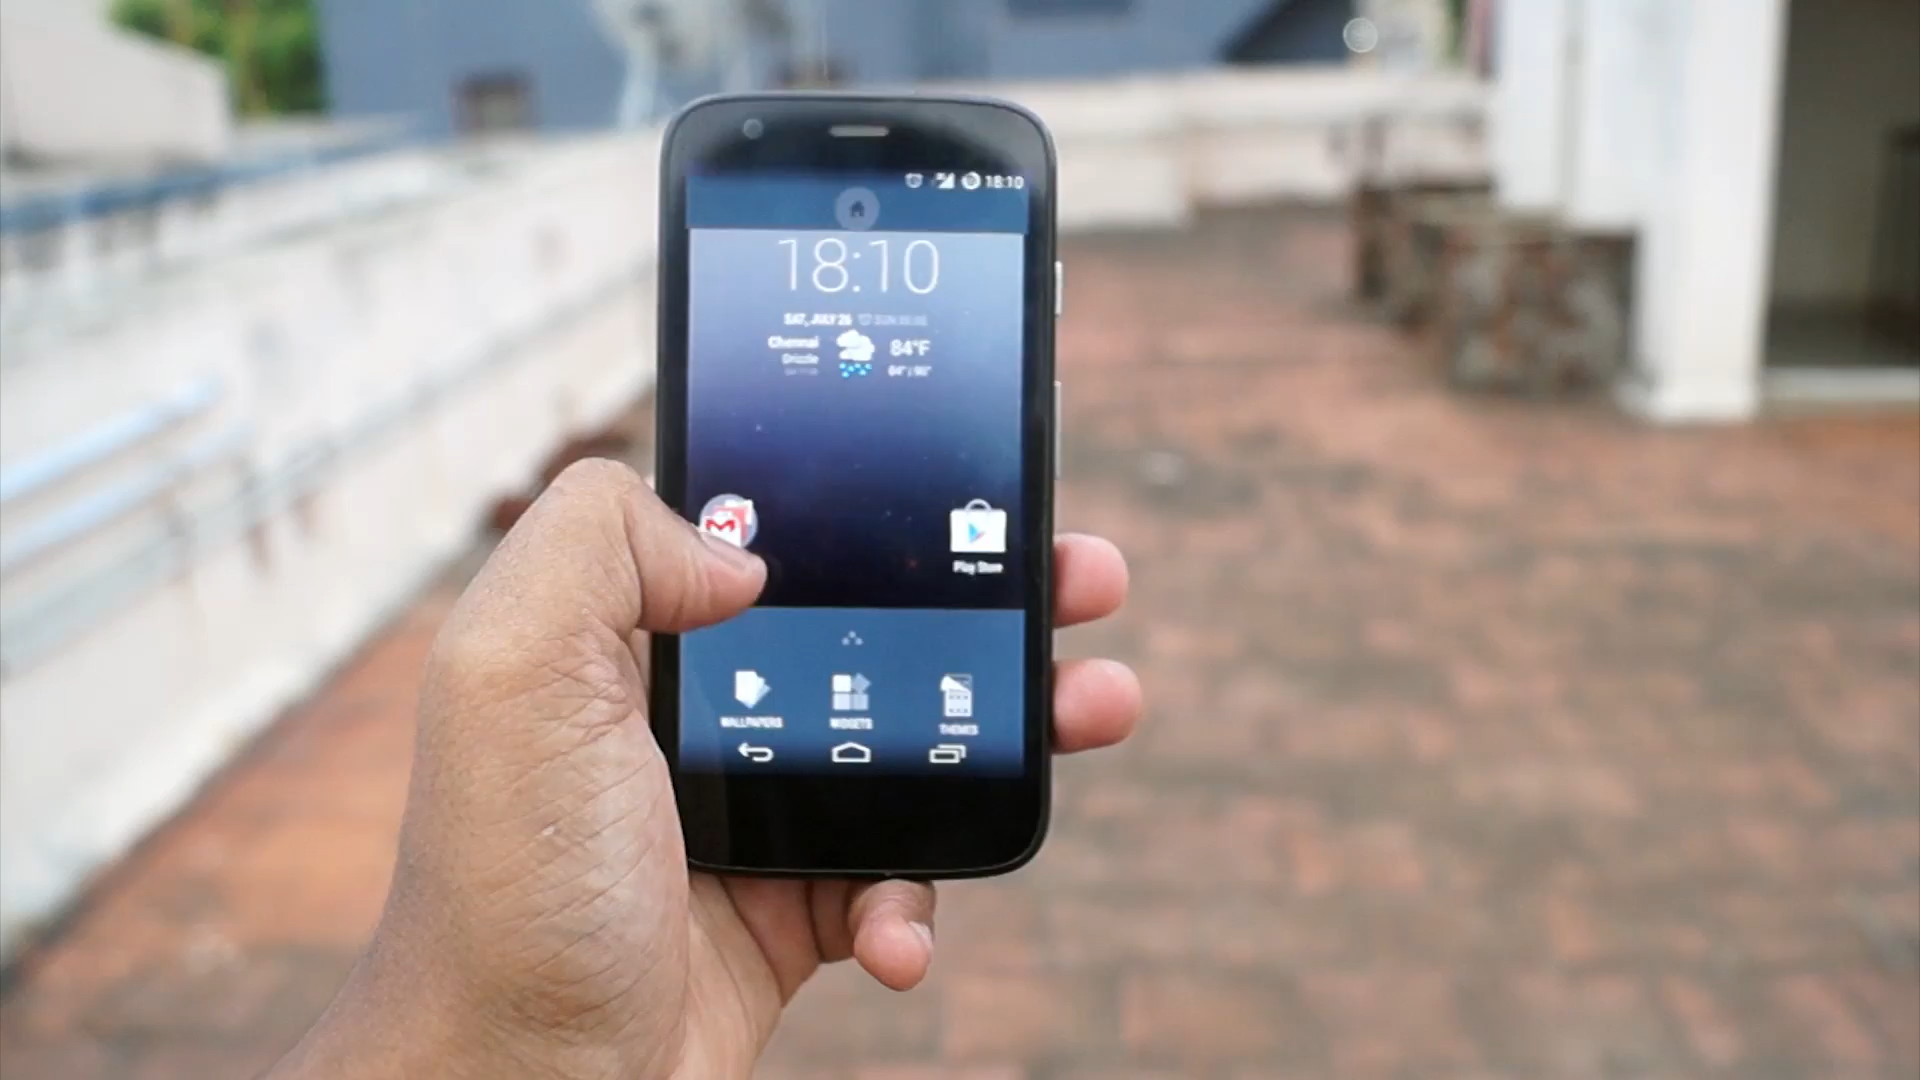 18:10
18:10
SAT, JULY 26
Chennai
84°F
Drizzle
Play Store
WALLPAPERS
WIDGETS
THEMES